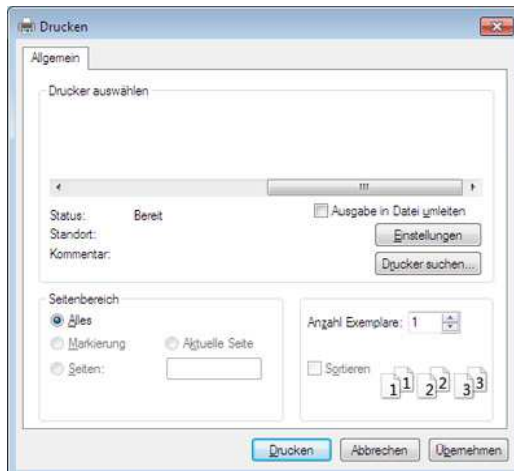 Drucken
Allgemein
Drucker auswählen
Status: Bereit
Ausgabe in Datei umleiten
Standort:
Einstellungen
Kommentar:
Drucker suchen...
Seitenbereich
Alles
Markierung
Aktuelle Seite
Seiten:
Anzahl Exemplare: 1
Sortieren
1 1 2 2 3 3
Drucken Abbrechen Übernehmen